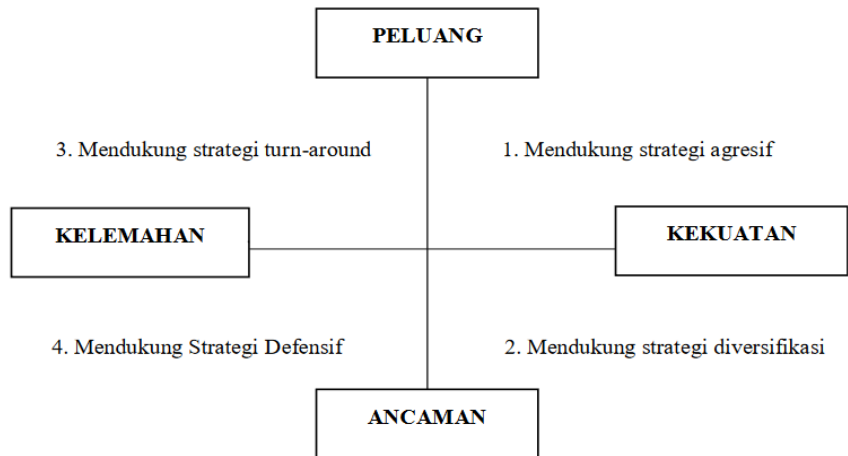 PELUANG
3. Mendukung strategi turn-around
1. Mendukung strategi agresif
KELEMAHAN
KEKUATAN
4. Mendukung Strategi Defensif
2. Mendukung strategi diversifikasi
ANCAMAN